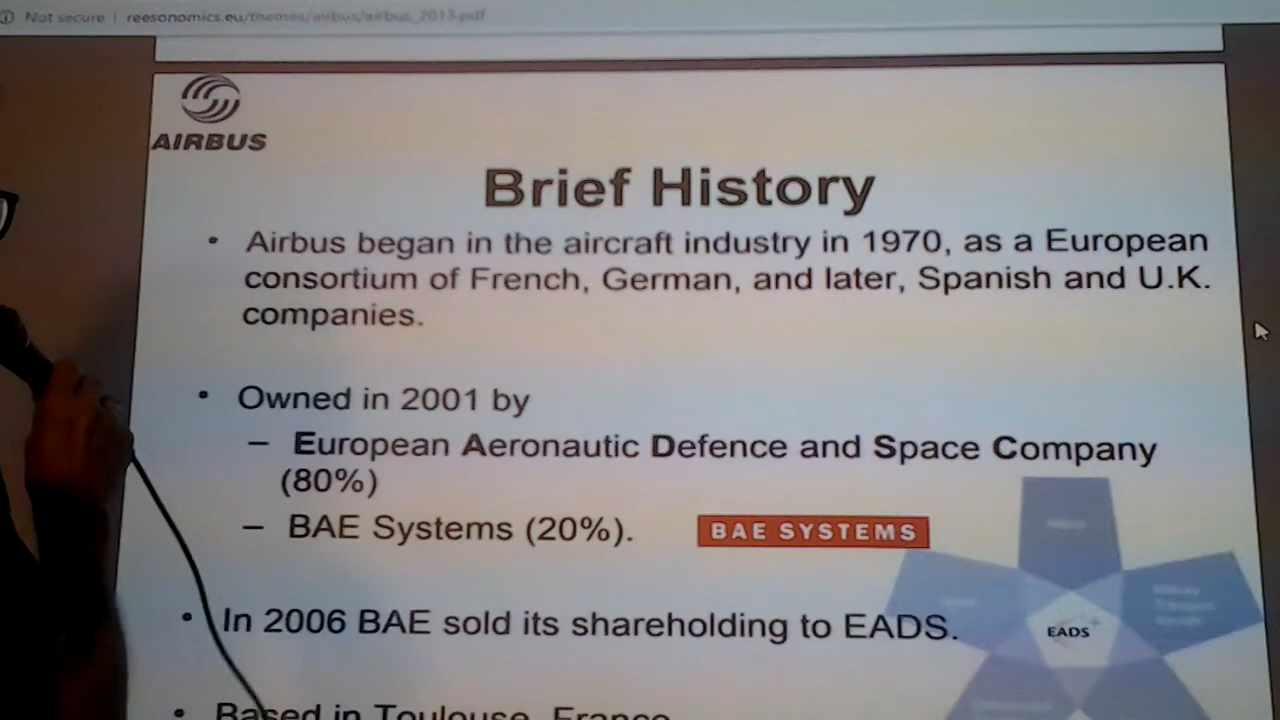 Not secure | reesonomics.eu/themes/airbus/airbus_2013.pdf
AIRBUS
Brief History
• Airbus began in the aircraft industry in 1970, as a European
consortium of French, German, and later, Spanish and U.K.
companies.
• Owned in 2001 by
– European Aeronautic Defence and Space Company
(80%)
– BAE Systems (20%).
BAE SYSTEMS
• In 2006 BAE sold its shareholding to EADS.
EADS
• Based in Toulouse, France